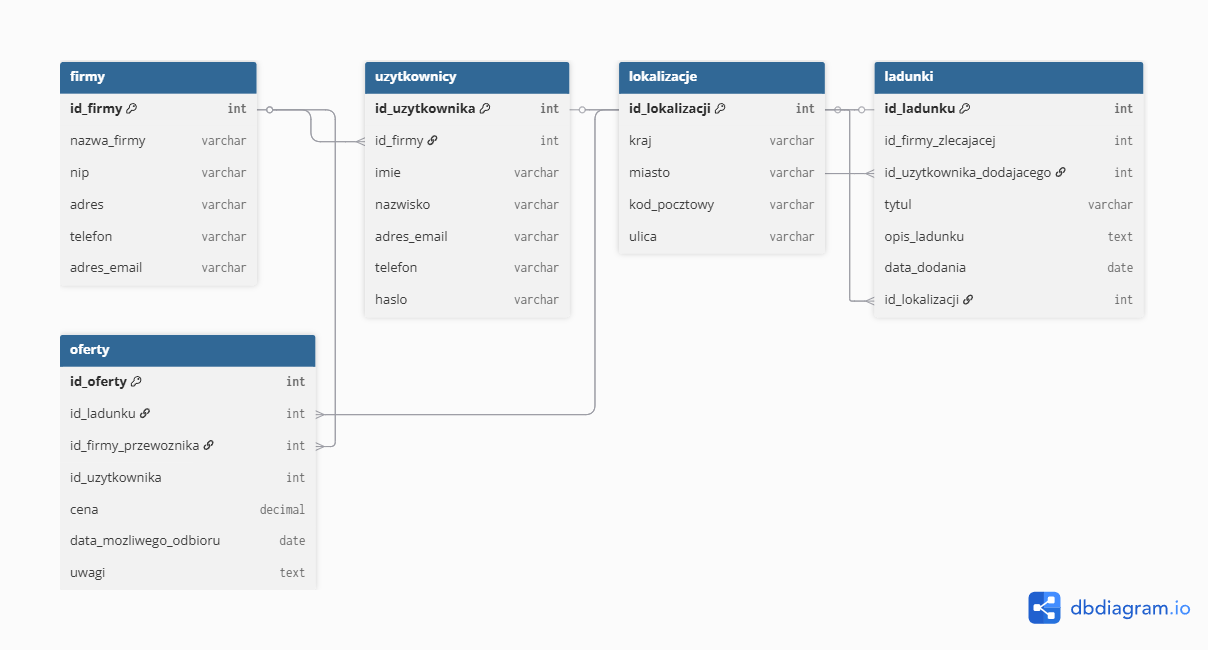 firmy
id_firmy int
nazwa_firmy varchar
nip varchar
adres varchar
telefon varchar
adres_email varchar
uzytkownicy
id_uzytkownika int
id_firmy int
imie varchar
nazwisko varchar
adres_email varchar
telefon varchar
haslo varchar
lokalizacje
id_lokalizacji int
kraj varchar
miasto varchar
kod_pocztowy varchar
ulica varchar
ladunki
id_ladunku int
id_firmy_zlecajacej int
id_uzytkownika_dodajacego int
tytul varchar
opis_ladunku text
data_dodania date
id_lokalizacji int
oferty
id_oferty int
id_ladunku int
id_firmy_przewoznika int
id_uzytkownika int
cena decimal
data_mozliwego_odbioru date
uwagi text
dbdiagram.io